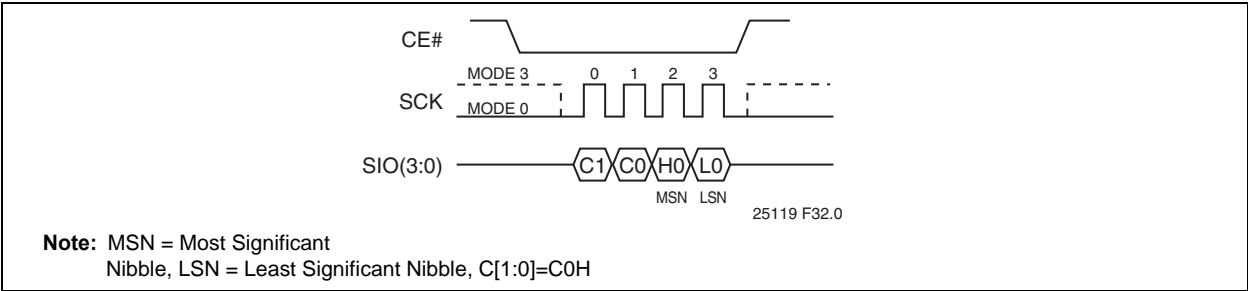 CE#
MODE 3 0 1 2 3
SCK
MODE 0
SIO(3:0) C1 C0 H0 L0
MSN LSN
25119 F32.0
Note: MSN = Most Significant
Nibble, LSN = Least Significant Nibble, C[1:0]=C0H